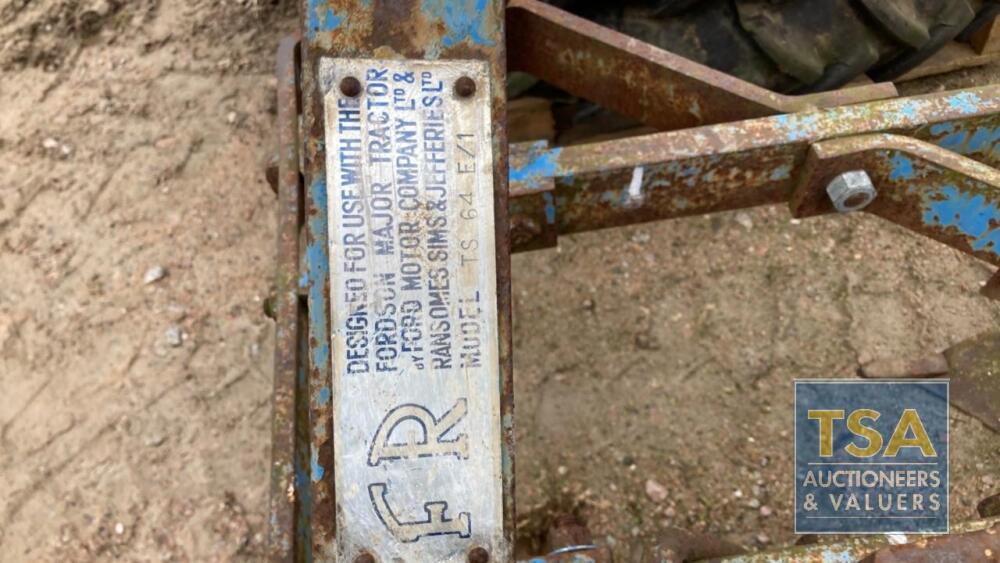 FR
DESIGNED FOR USE WITH THE
FORDSON MAJOR TRACTOR
BY FORD MOTOR COMPANY LTD &
RANSOMES SIMS & JEFFERIES LTD
MODEL TS 64 E/1
TSA
AUCTIONEERS
& VALUERS